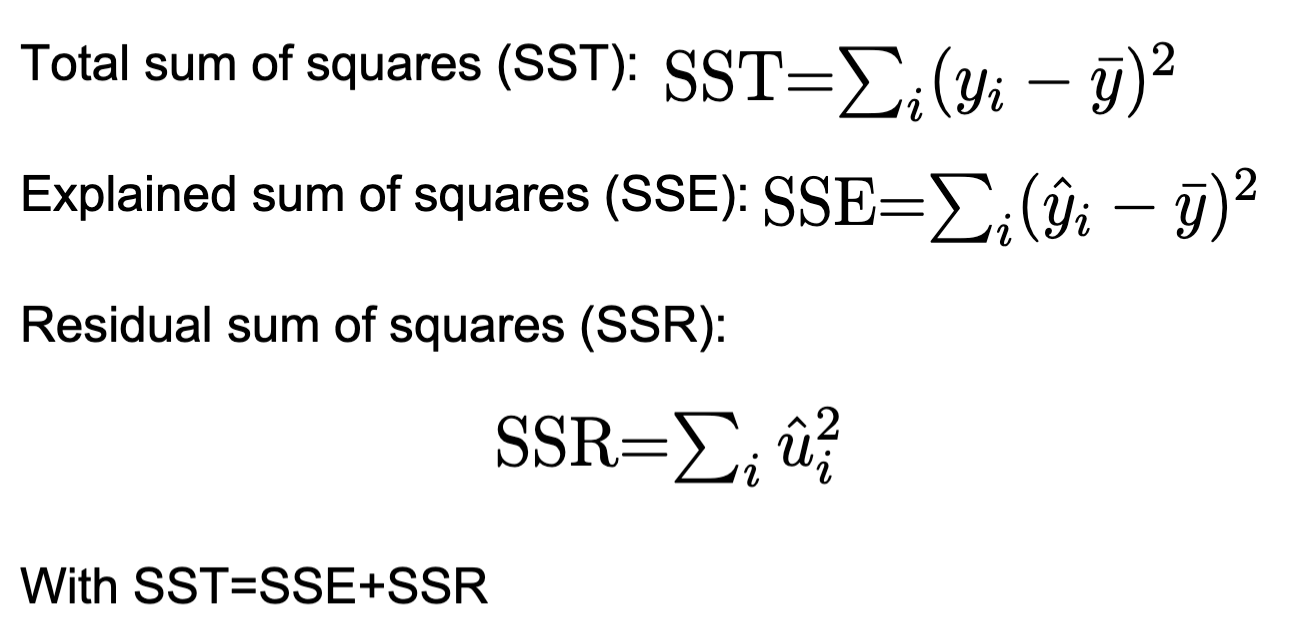 Total sum of squares (SST): SST=∑ᵢ(yᵢ − ȳ)²
Explained sum of squares (SSE): SSE=∑ᵢ(ŷᵢ − ȳ)²
Residual sum of squares (SSR):
SSR=∑ᵢ ûᵢ²
With SST=SSE+SSR